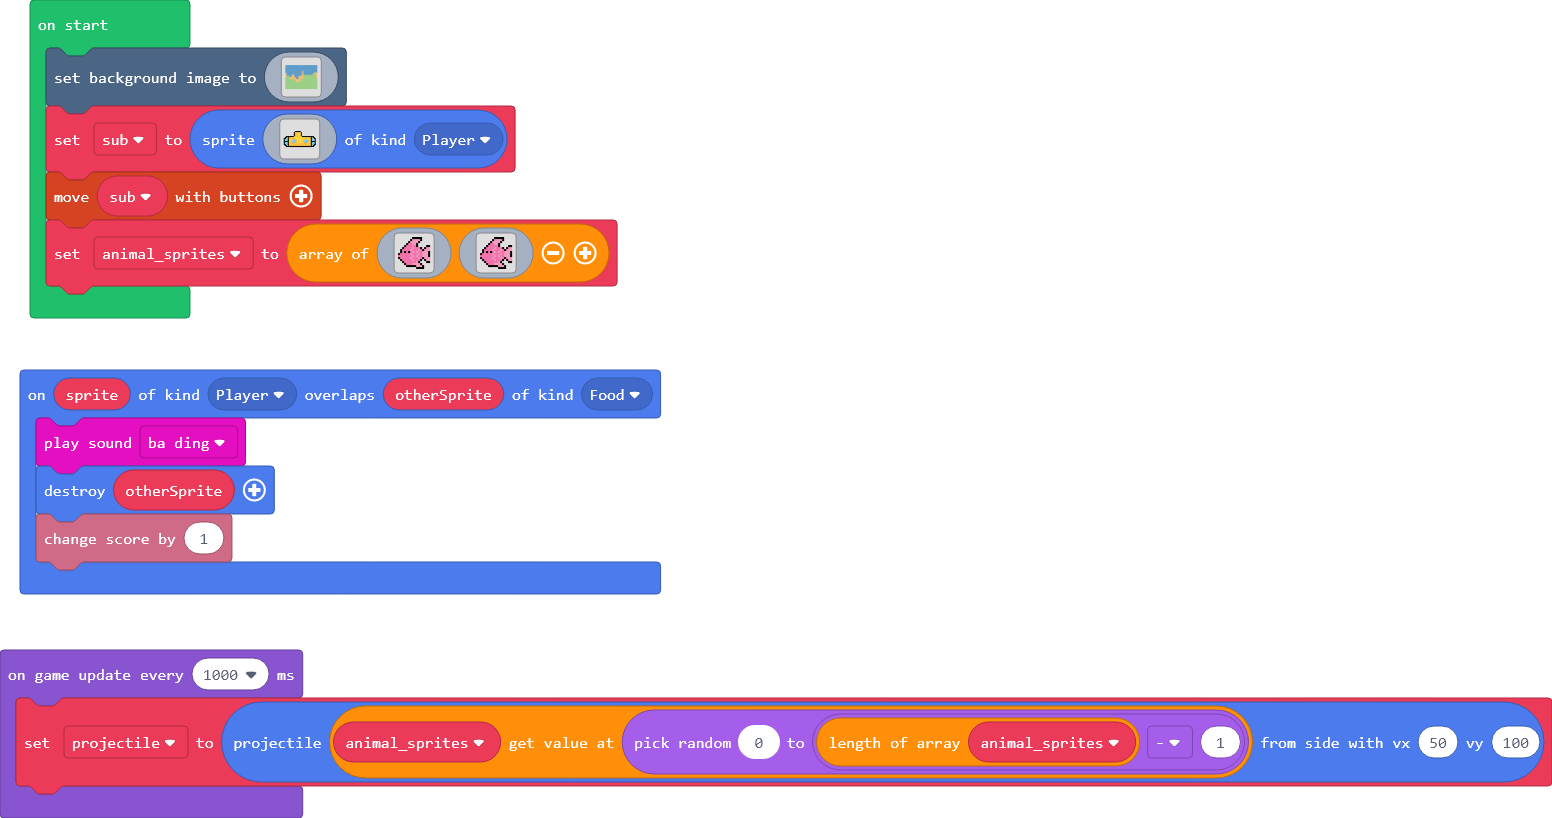 on start
set background image to
set sub to sprite of kind Player
move sub with buttons
set animal_sprites to array of
on sprite of kind Player overlaps otherSprite of kind Food
play sound ba ding
destroy otherSprite
change score by 1
on game update every 1000 ms
set projectile to projectile animal_sprites get value at pick random 0 to length of array animal_sprites - 1 from side with vx 50 vy 100